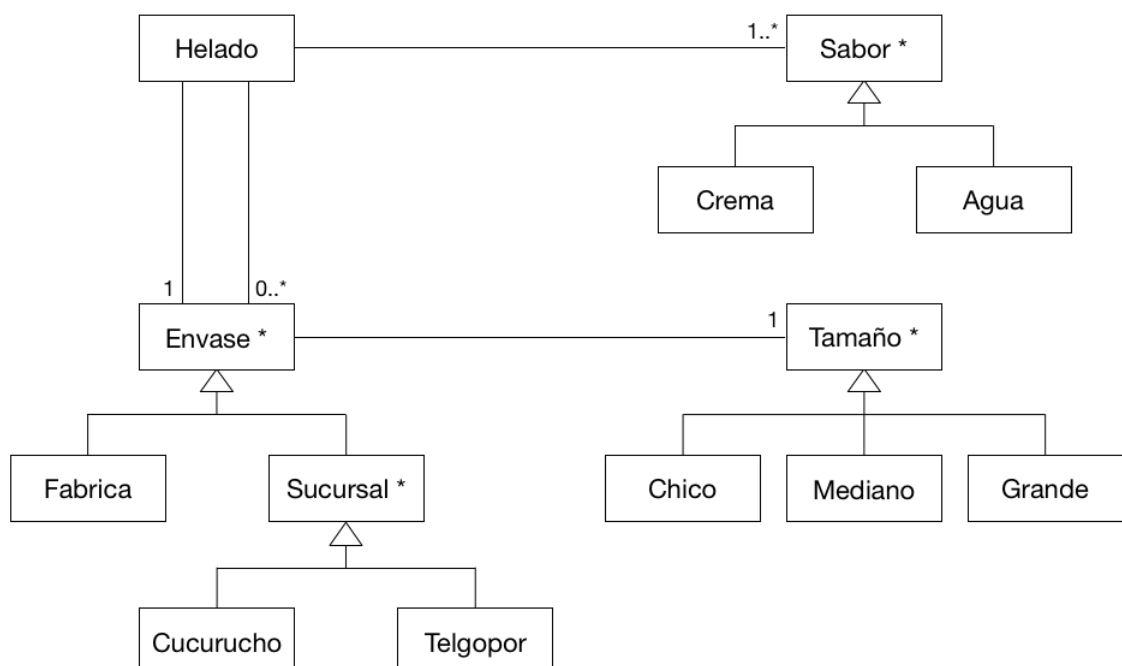 Helado
1..*
Sabor *
Crema
Agua
1
0..*
Envase *
1
Tamaño *
Fabrica
Sucursal *
Chico
Mediano
Grande
Cucurucho
Telgopor